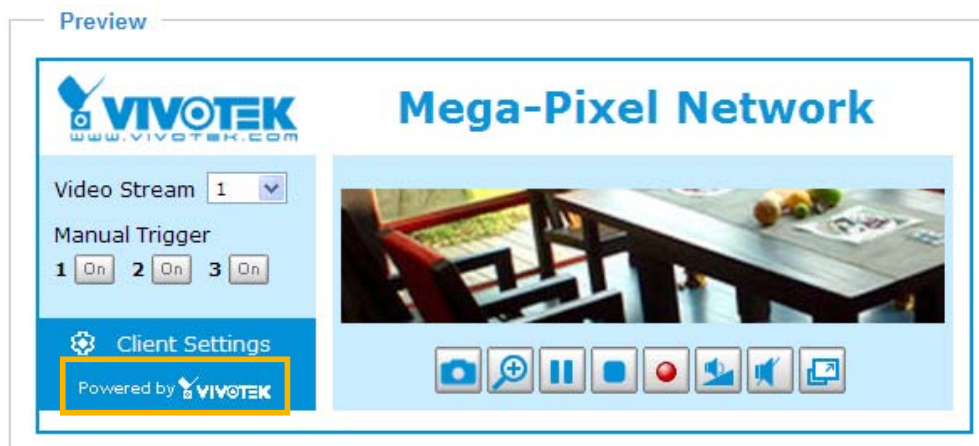 Preview
VIVOTEK
www.vivotek.com
Mega-Pixel Network
Video Stream 1
Manual Trigger
1 On 2 On 3 On
Client Settings
Powered by VIVOTEK